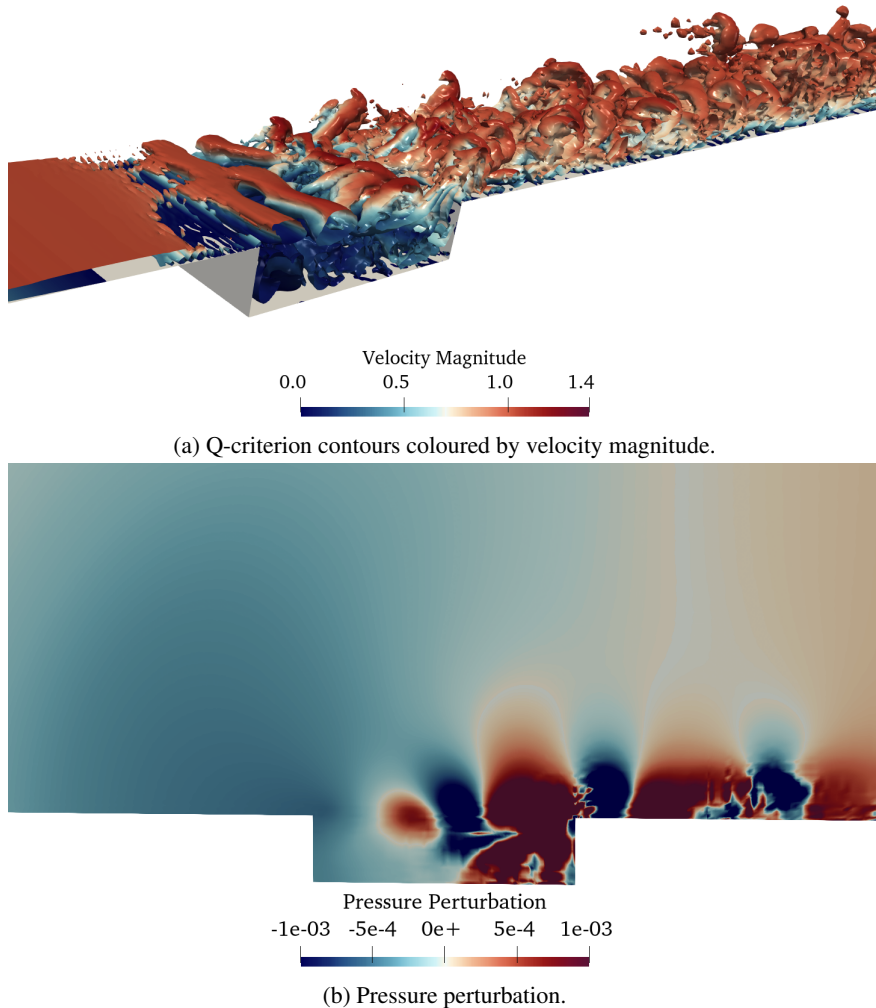 Velocity Magnitude
0.0 0.5 1.0 1.4
(a) Q-criterion contours coloured by velocity magnitude.
Pressure Perturbation
-1e-03 -5e-4 0e+ 5e-4 1e-03
(b) Pressure perturbation.